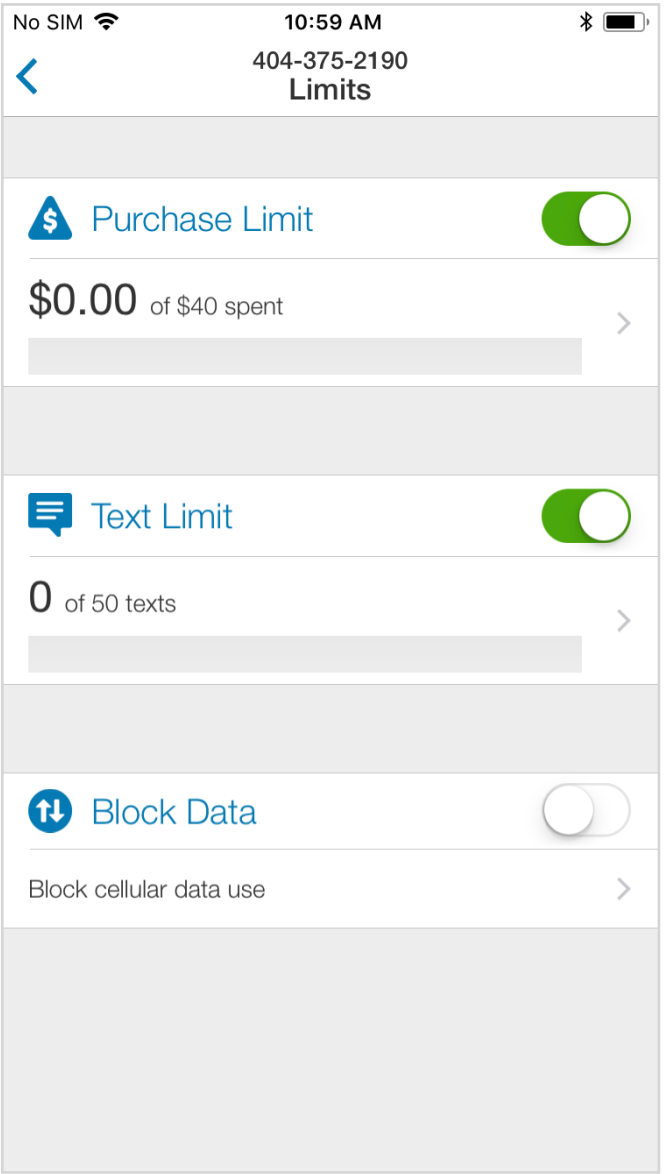 No SIM 10:59 AM
404-375-2190
Limits
Purchase Limit
$0.00 of $40 spent
Text Limit
0 of 50 texts
Block Data
Block cellular data use